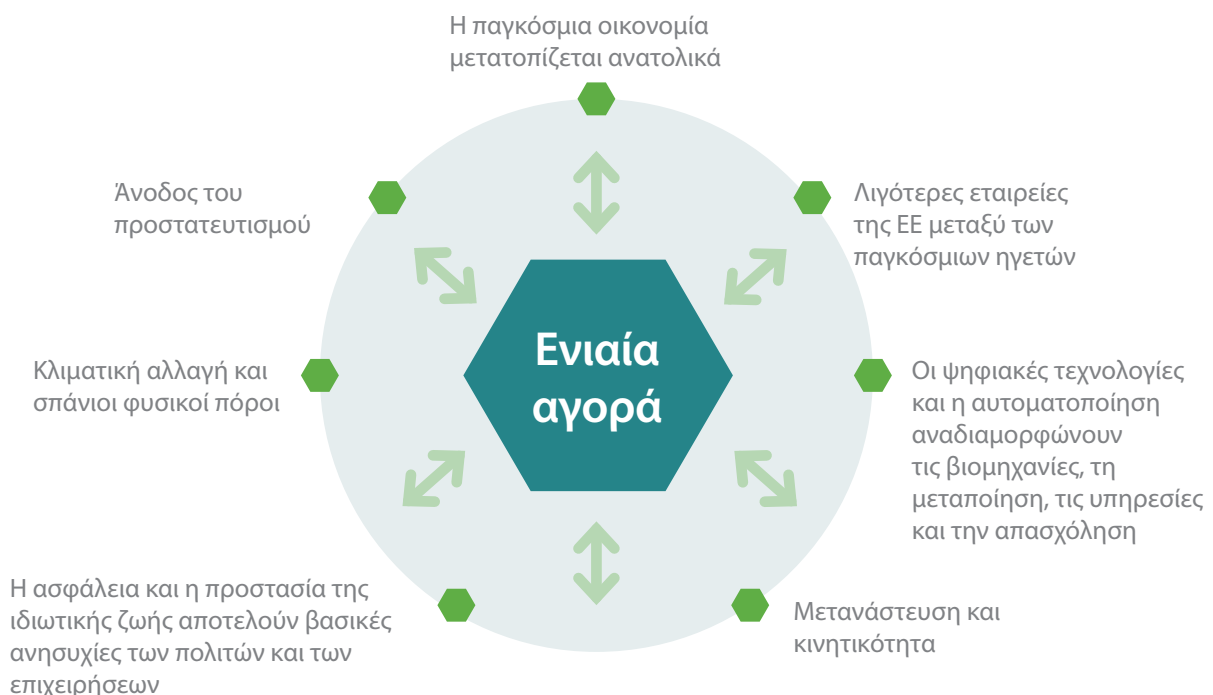 Η παγκόσμια οικονομία
μετατοπίζεται ανατολικά
Άνοδος του
προστατευτισμού
Λιγότερες εταιρείες
της ΕΕ μεταξύ των
παγκόσμιων ηγετών
Ενιαία
αγορά
Κλιματική αλλαγή και
σπάνιοι φυσικοί πόροι
Οι ψηφιακές τεχνολογίες
και η αυτοματοποίηση
αναδιαμορφώνουν
τις βιομηχανίες, τη
μεταποίηση, τις υπηρεσίες
και την απασχόληση
Η ασφάλεια και η προστασία της
ιδιωτικής ζωής αποτελούν βασικές
ανησυχίες των πολιτών και των
επιχειρήσεων
Μετανάστευση και
κινητικότητα